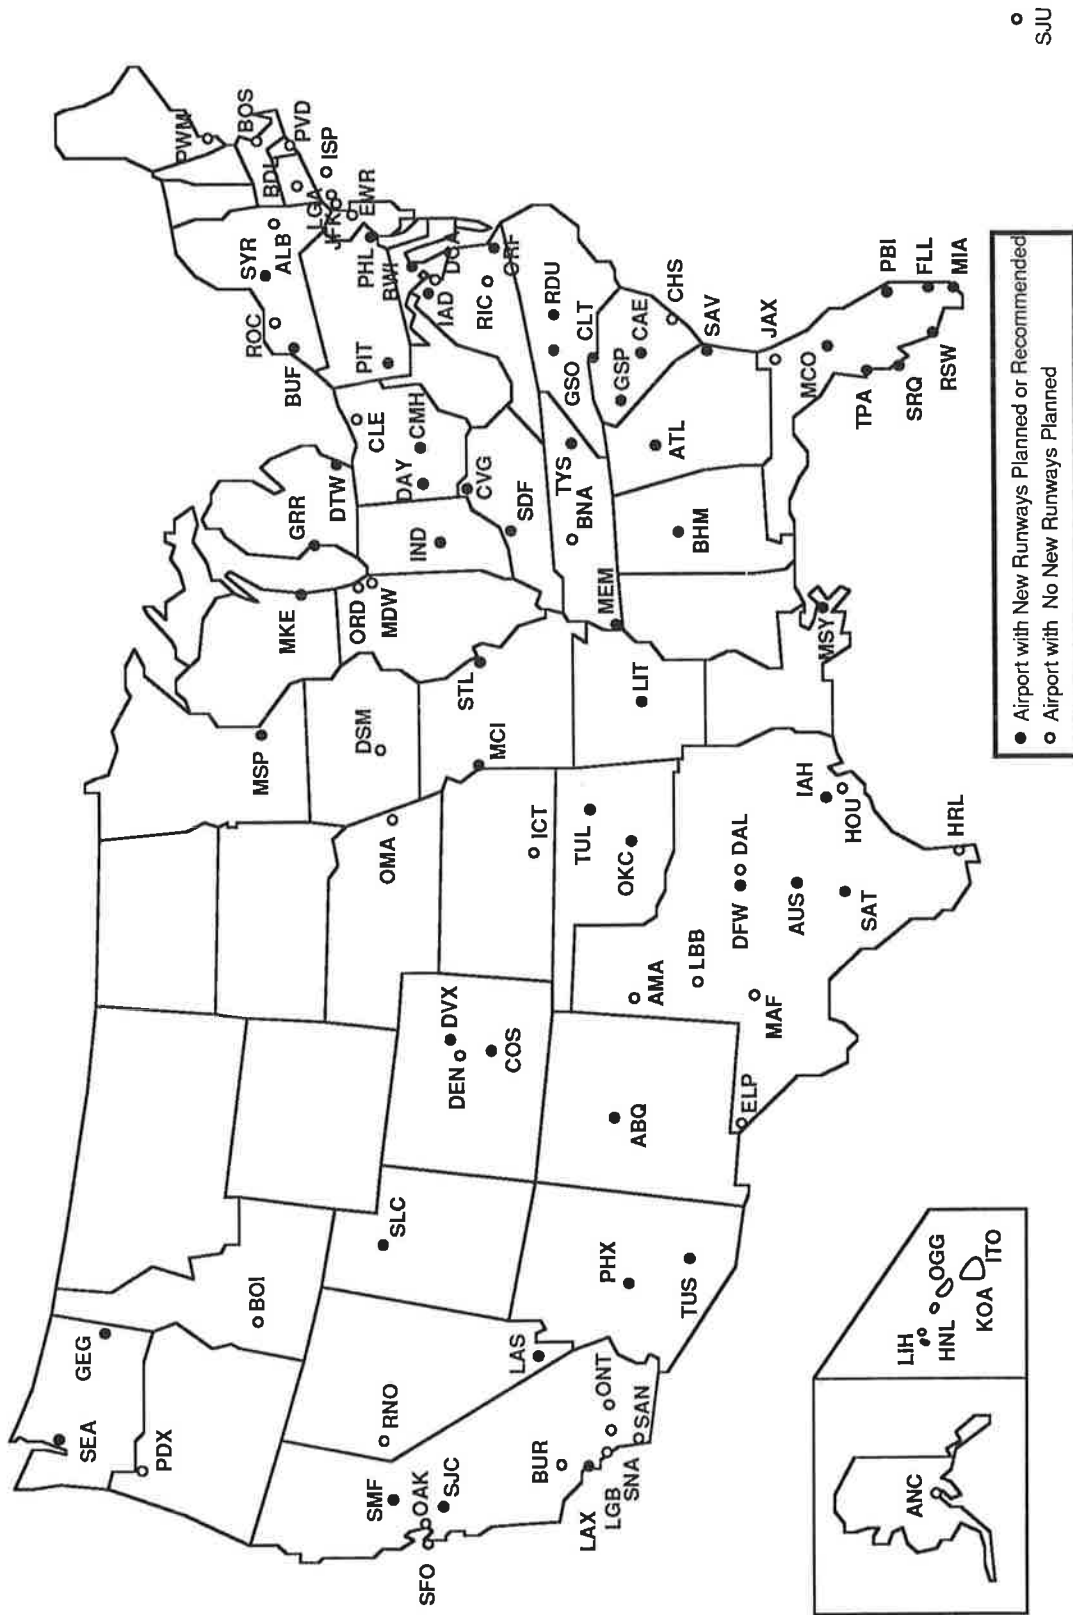 SEA
GEG
PDX
BOI
SMF
OAK
SFO
SJC
RNO
BUR
LAX
LGB
SNA
ONT
SAN
LAS
SLC
PHX
TUS
DEN
DVX
COS
ABQ
ELP
AMA
LBB
MAF
DFW
DAL
AUS
SAT
IAH
HOU
HRL
OMA
ICT
TUL
OKC
MSP
DSM
MCI
STL
LIT
MKE
ORD
MDW
GRR
DTW
IND
CLE
DAY
CMH
CVG
SDF
MEM
BNA
TYS
BHM
ATL
MSY
BUF
ROC
SYR
ALB
PIT
PHL
BWI
IAD
DCA
RIC
ORF
GSO
RDU
CLT
GSP
CAE
CHS
SAV
JAX
MCO
TPA
SRQ
RSW
PBI
FLL
MIA
PWM
BOS
BDL
PVD
ISP
LGA
JFK
EWR
SJU
ANC
LIH
HNL
OGG
KOA
ITO
Airport with New Runways Planned or Recommended
Airport with No New Runways Planned